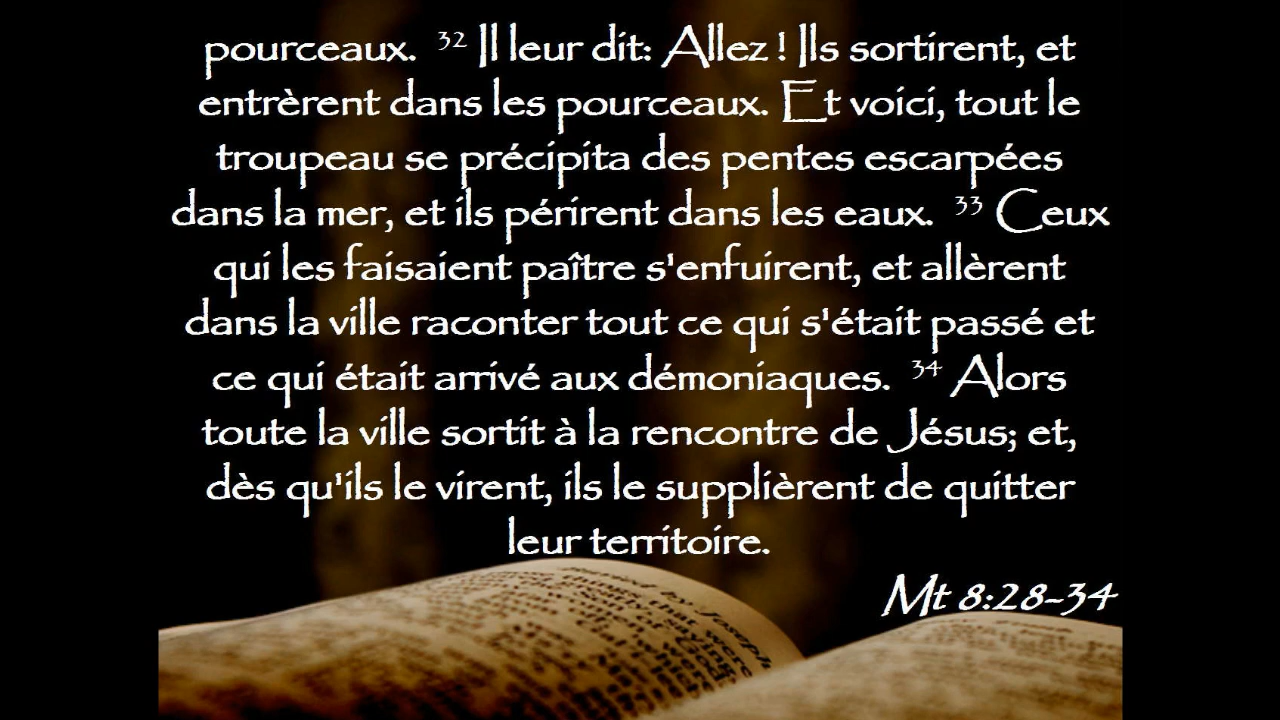 pourceaux. 32 Il leur dit: Allez ! Ils sortirent, et
entrèrent dans les pourceaux. Et voici, tout le
troupeau se précipita des pentes escarpées
dans la mer, et ils périrent dans les eaux. 33 Ceux
qui les faisaient paître s'enfuirent, et allèrent
dans la ville raconter tout ce qui s'était passé et
ce qui était arrivé aux démoniaques. 34 Alors
toute la ville sortit à la rencontre de Jésus; et,
dès qu'ils le virent, ils le supplièrent de quitter
leur territoire.
Mt 8:28-34